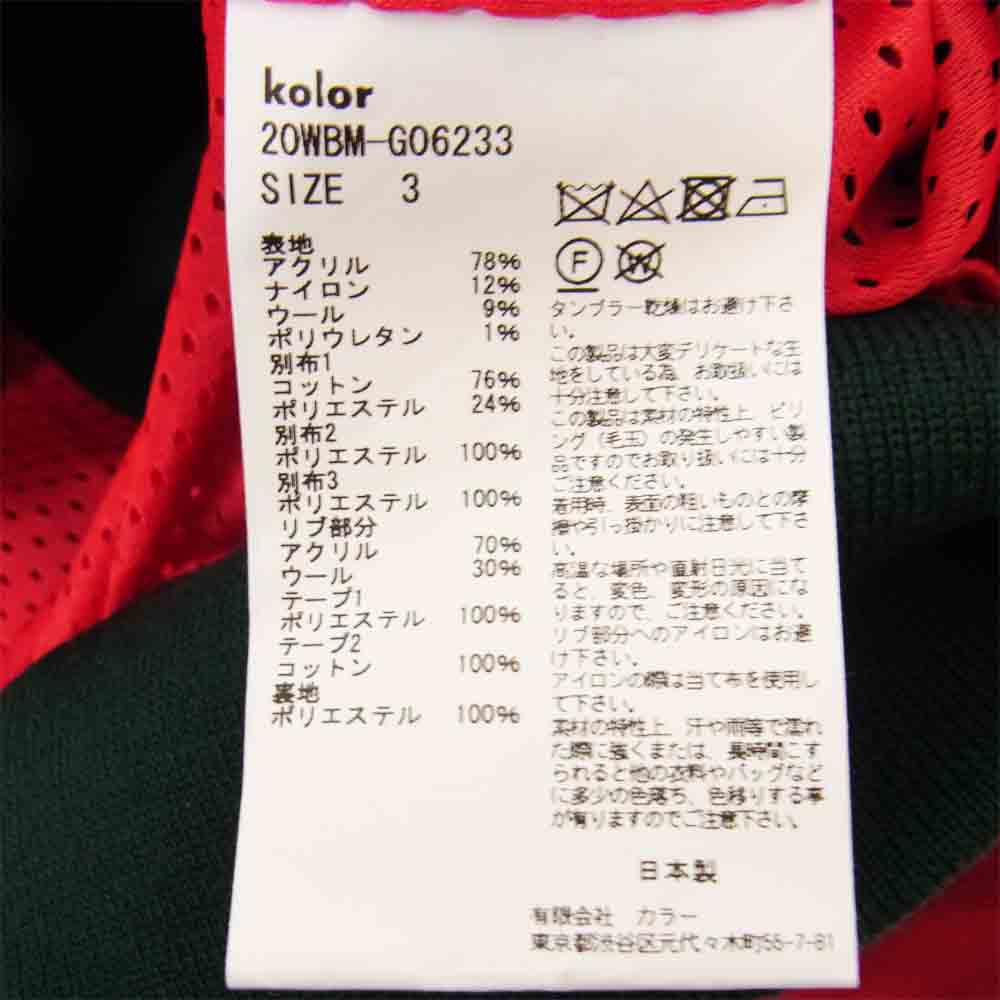 kolor
20WBM-G06233
SIZE 3
表地
アクリル 78%
ナイロン 12%
ウール 9%
ポリウレタン 1%
別布1
コットン 76%
ポリエステル 24%
別布2
ポリエステル 100%
別布3
ポリエステル 100%
リブ部分
アクリル 70%
ウール 30%
テープ1
ポリエステル 100%
テープ2
コットン 100%
裏地
ポリエステル 100%
F
W
タンブラー乾燥はお避け下さ
い。
この製品は大変デリケートな生
地をしている為、お取扱いには
十分注意して下さい。
この製品は素材の特性上、ピリ
ング(毛玉)の発生しやすい製
品ですのでお取り扱いには十分
ご注意ください。
着用時、表面の粗いものとの摩
擦や引っ掛かりに注意して下さ
い。
高温な場所や直射日光に当て
ると、変色、変形の原因にな
りますので、ご注意ください。
リブ部分へのアイロンはお避
け下さい。
アイロンの際は当て布を使用し
て下さい。
素材の特性上、汗や雨等で濡れ
た際に強くまたは、長時間こす
られると他の衣料やバッグなど
に多少の色落ち、色移りする事
が有りますのでご注意下さい。
日本製
有限会社 カラー
東京都渋谷区元代々木町55-7-B1